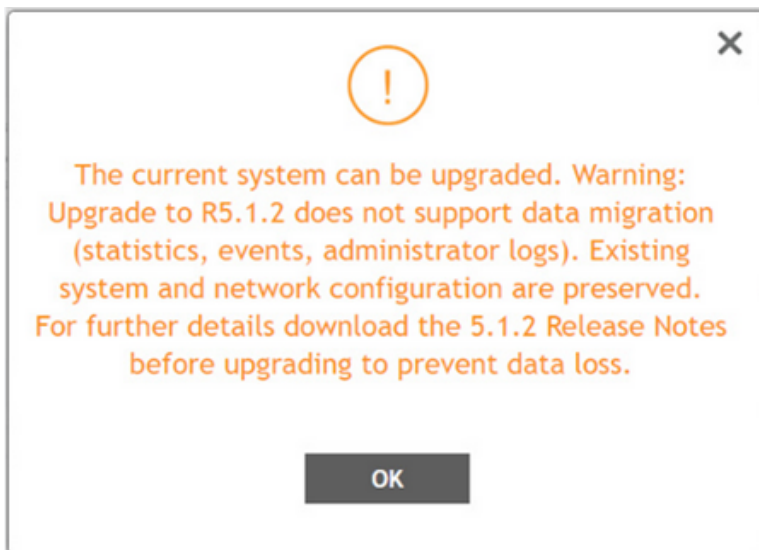 The current system can be upgraded. Warning:
Upgrade to R5.1.2 does not support data migration
(statistics, events, administrator logs). Existing
system and network configuration are preserved.
For further details download the 5.1.2 Release Notes
before upgrading to prevent data loss.
OK